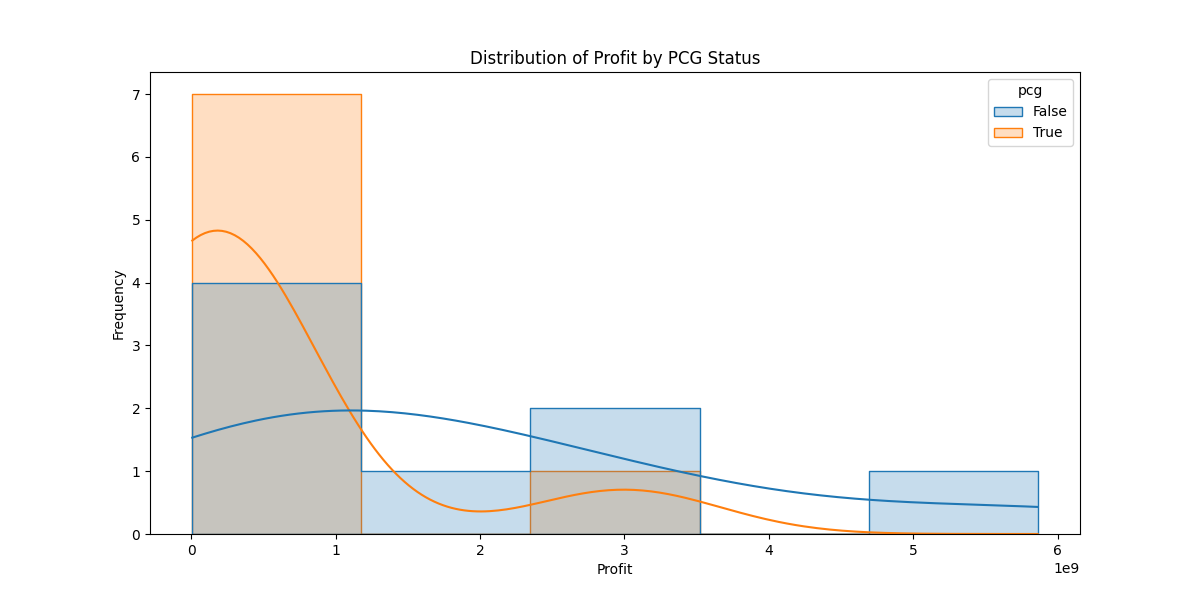 Distribution of Profit by PCG Status
pcg
False
True
7
6
5
4
3
2
1
0
Frequency
0 1 2 3 4 5 6
1e9
Profit